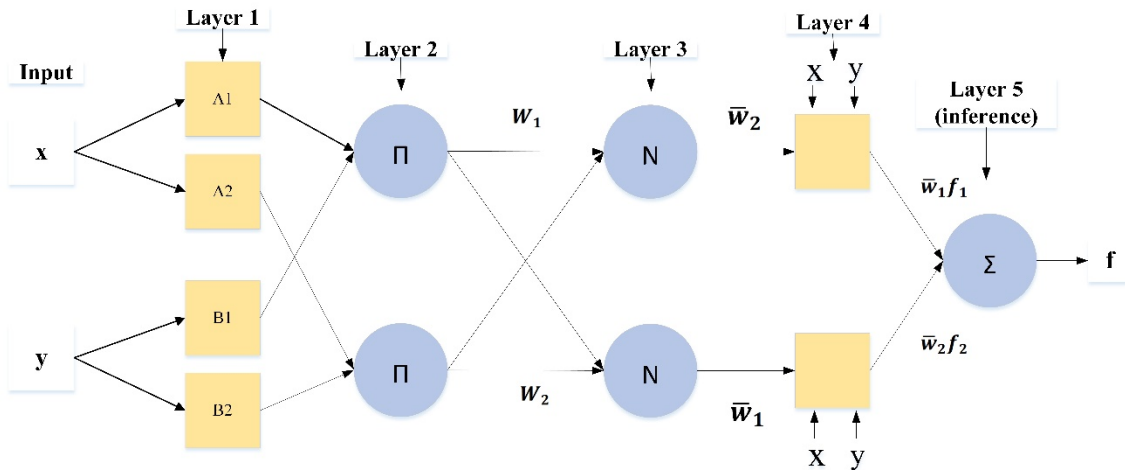 Layer 1
Layer 2
Layer 3
Layer 4
Input
x y
Layer 5
(inference)
A1
x
W₁
w̄₂
Π
N
A2
w̄₁f₁
Σ
f
B1
y
w̄₂f₂
Π
N
B2
W₂
w̄₁
x y